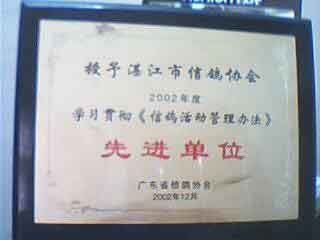 授予湛江市信鸽协会
2002年度
学习贯彻《信鸽活动管理办法》
先进单位
广东省信鸽协会
2002年12月